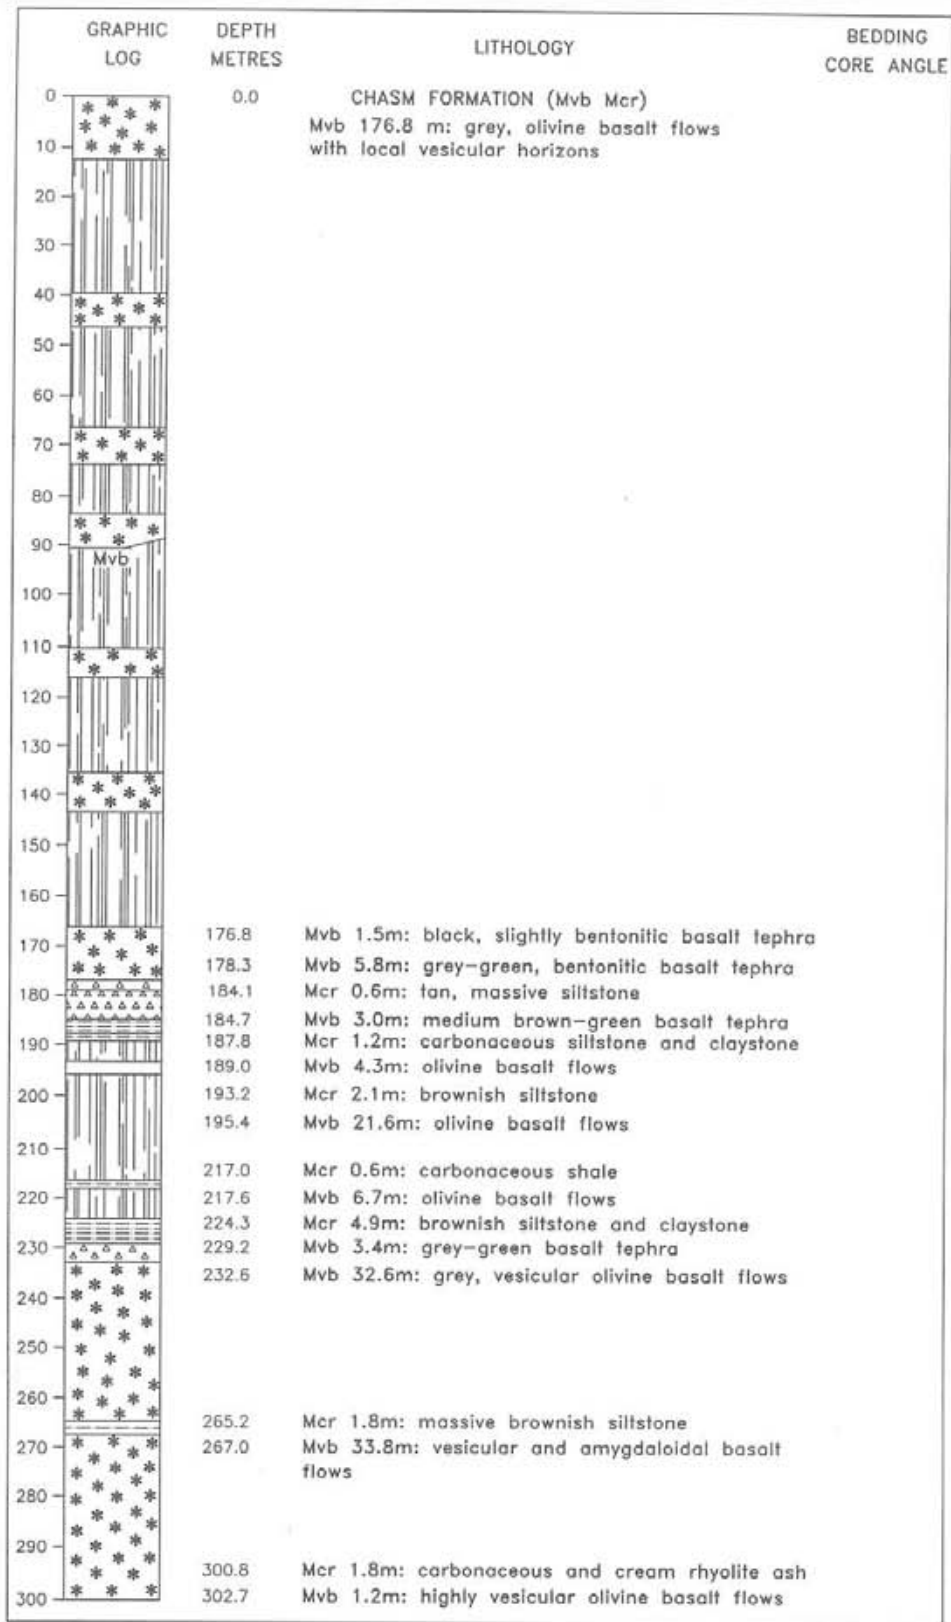 GRAPHIC LOG DEPTH METRES LITHOLOGY BEDDING CORE ANGLE
0 0.0 CHASM FORMATION (Mvb Mcr)
Mvb 176.8 m: grey, olivine basalt flows
10 with local vesicular horizons
20
30
40
50
60
70
80
90
Mvb
100
110
120
130
140
150
160
170 176.8 Mvb 1.5m: black, slightly bentonitic basalt tephra
178.3 Mvb 5.8m: grey-green, bentonitic basalt tephra
180 184.1 Mcr 0.6m: tan, massive siltstone
184.7 Mvb 3.0m: medium brown-green basalt tephra
190 187.8 Mcr 1.2m: carbonaceous siltstone and claystone
189.0 Mvb 4.3m: olivine basalt flows
200 193.2 Mcr 2.1m: brownish siltstone
195.4 Mvb 21.6m: olivine basalt flows
210
217.0 Mcr 0.6m: carbonaceous shale
220 217.6 Mvb 6.7m: olivine basalt flows
224.3 Mcr 4.9m: brownish siltstone and claystone
230 229.2 Mvb 3.4m: grey-green basalt tephra
232.6 Mvb 32.6m: grey, vesicular olivine basalt flows
240
250
260
265.2 Mcr 1.8m: massive brownish siltstone
270 267.0 Mvb 33.8m: vesicular and amygdaloidal basalt
flows
280
290
300.8 Mcr 1.8m: carbonaceous and cream rhyolite ash
300 302.7 Mvb 1.2m: highly vesicular olivine basalt flows